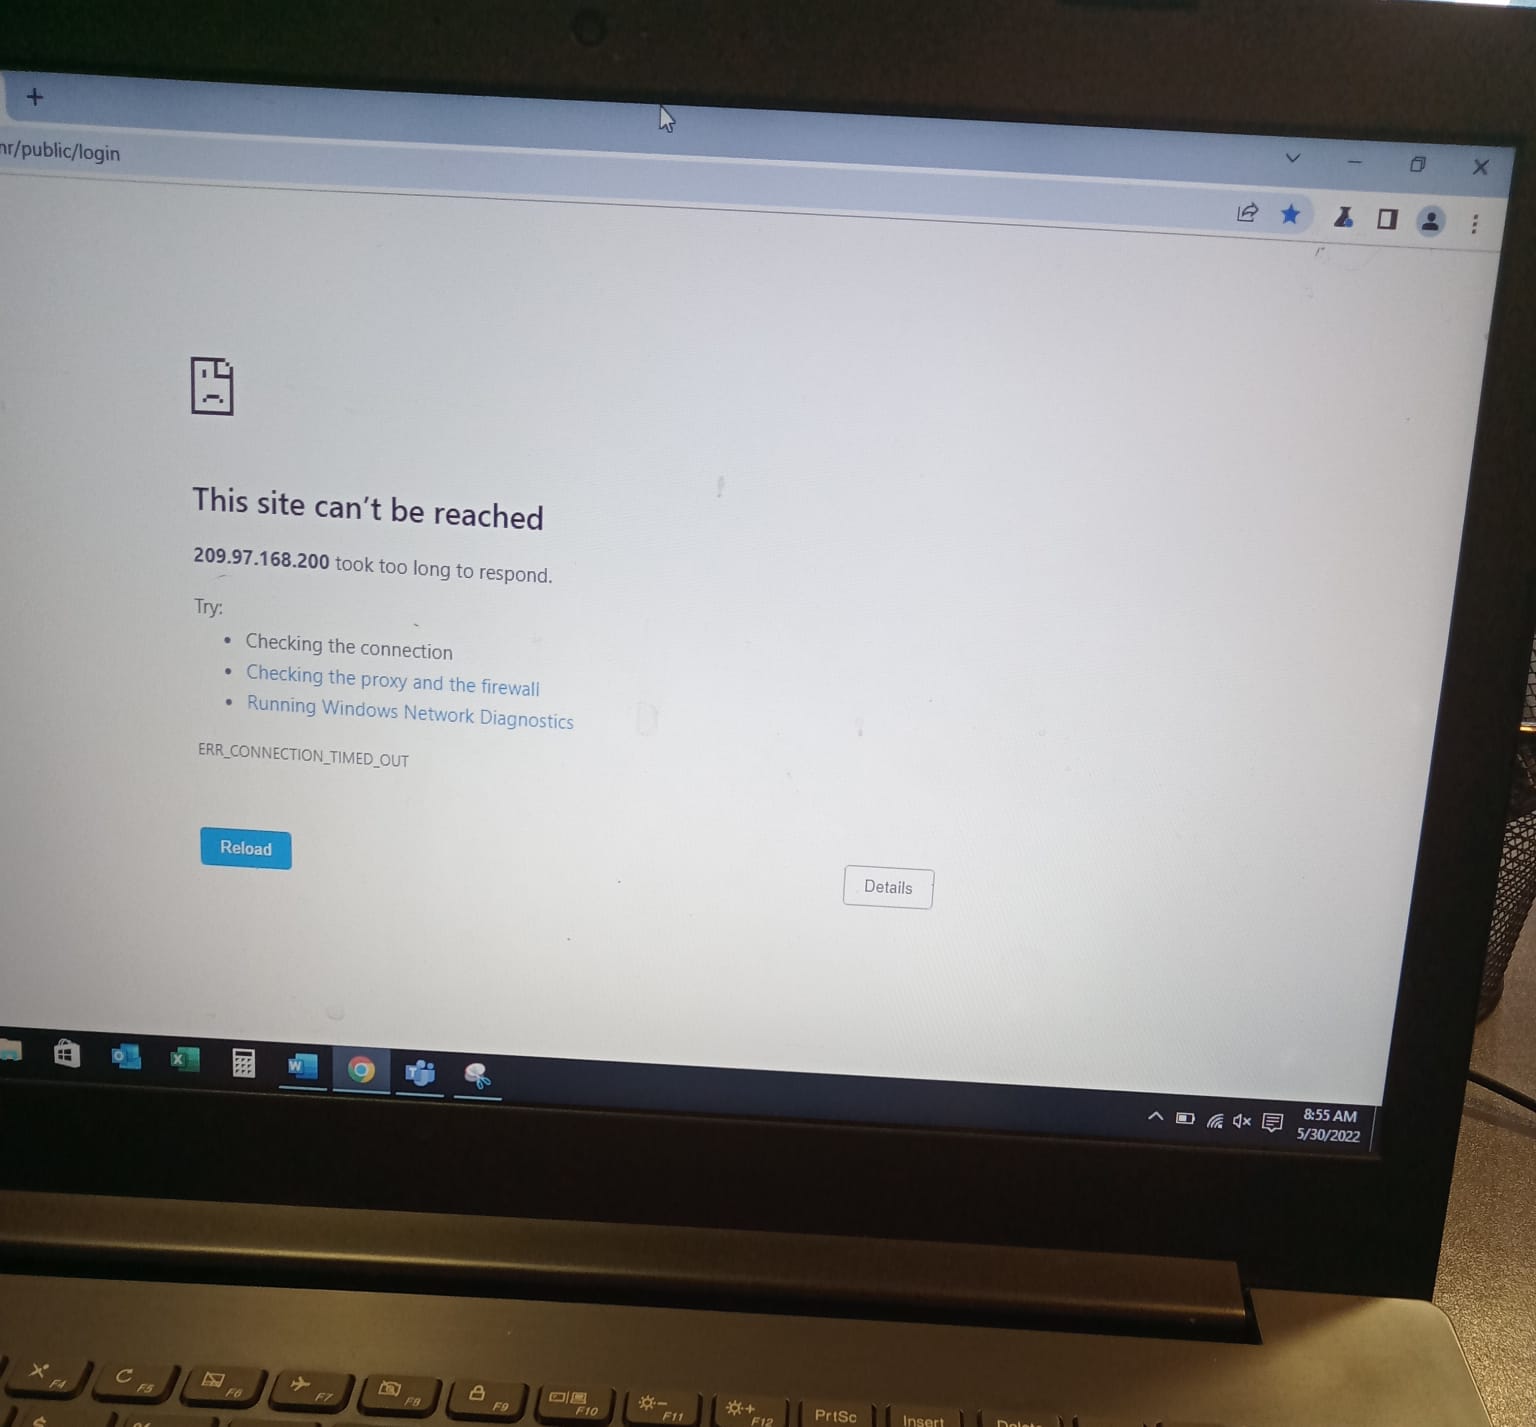 +
nr/public/login
This site can't be reached
209.97.168.200 took too long to respond.
Try:
• Checking the connection
• Checking the proxy and the firewall
• Running Windows Network Diagnostics
ERR_CONNECTION_TIMED_OUT
Reload
Details
8:55 AM
5/30/2022
F4
C F5
F6
F7
F8
F9
F10
F11
F12
PrtSc
Insert